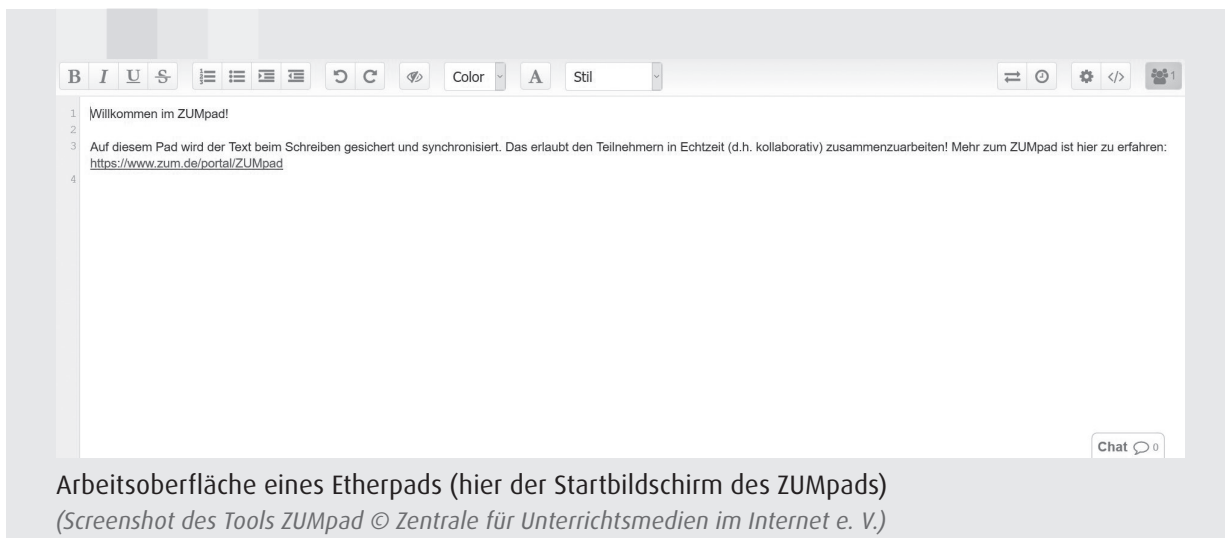 B I U S Color A Stil 1
1 Willkommen im ZUMpad!
2
3 Auf diesem Pad wird der Text beim Schreiben gesichert und synchronisiert. Das erlaubt den Teilnehmern in Echtzeit (d.h. kollaborativ) zusammenzuarbeiten! Mehr zum ZUMpad ist hier zu erfahren:
https://www.zum.de/portal/ZUMpad
4
Chat 0
Arbeitsoberfläche eines Etherpads (hier der Startbildschirm des ZUMpads)
(Screenshot des Tools ZUMpad © Zentrale für Unterrichtsmedien im Internet e. V.)